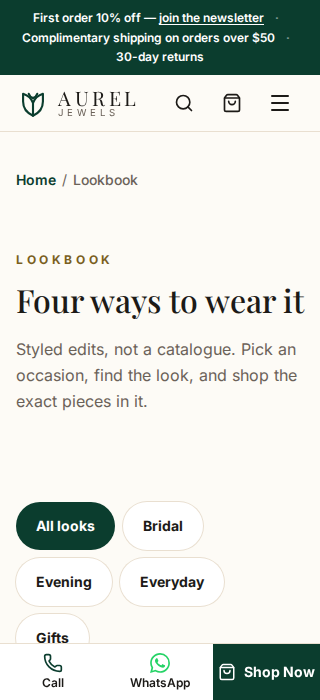 First order 10% off — join the newsletter ·
Complimentary shipping on orders over $50 ·
30-day returns
AUREL
JEWELS
Home / Lookbook
LOOKBOOK
Four ways to wear it
Styled edits, not a catalogue. Pick an
occasion, find the look, and shop the
exact pieces in it.
All looks
Bridal
Evening
Everyday
Gifts
Call
WhatsApp
Shop Now